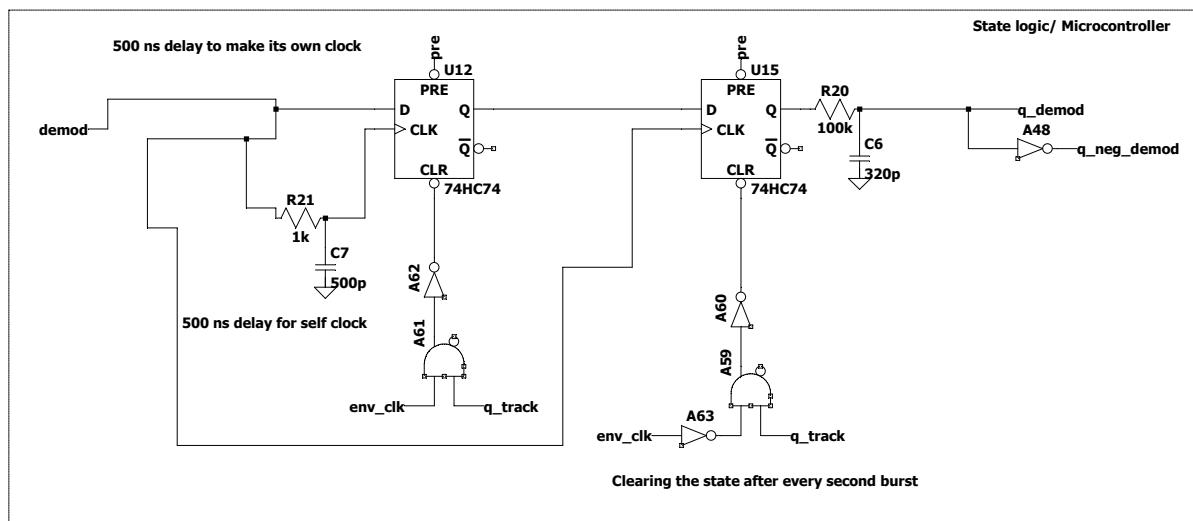 State logic/ Microcontroller
500 ns delay to make its own clock
pre
U12
PRE
D
Q
CLK
Q
CLR
74HC74
pre
U15
PRE
D
Q
CLK
Q
CLR
74HC74
R20
100k
C6
320p
q_demod
A48
q_neg_demod
demod
R21
1k
C7
500p
500 ns delay for self clock
A62
A61
env_clk
q_track
A60
A59
A63
env_clk
q_track
Clearing the state after every second burst